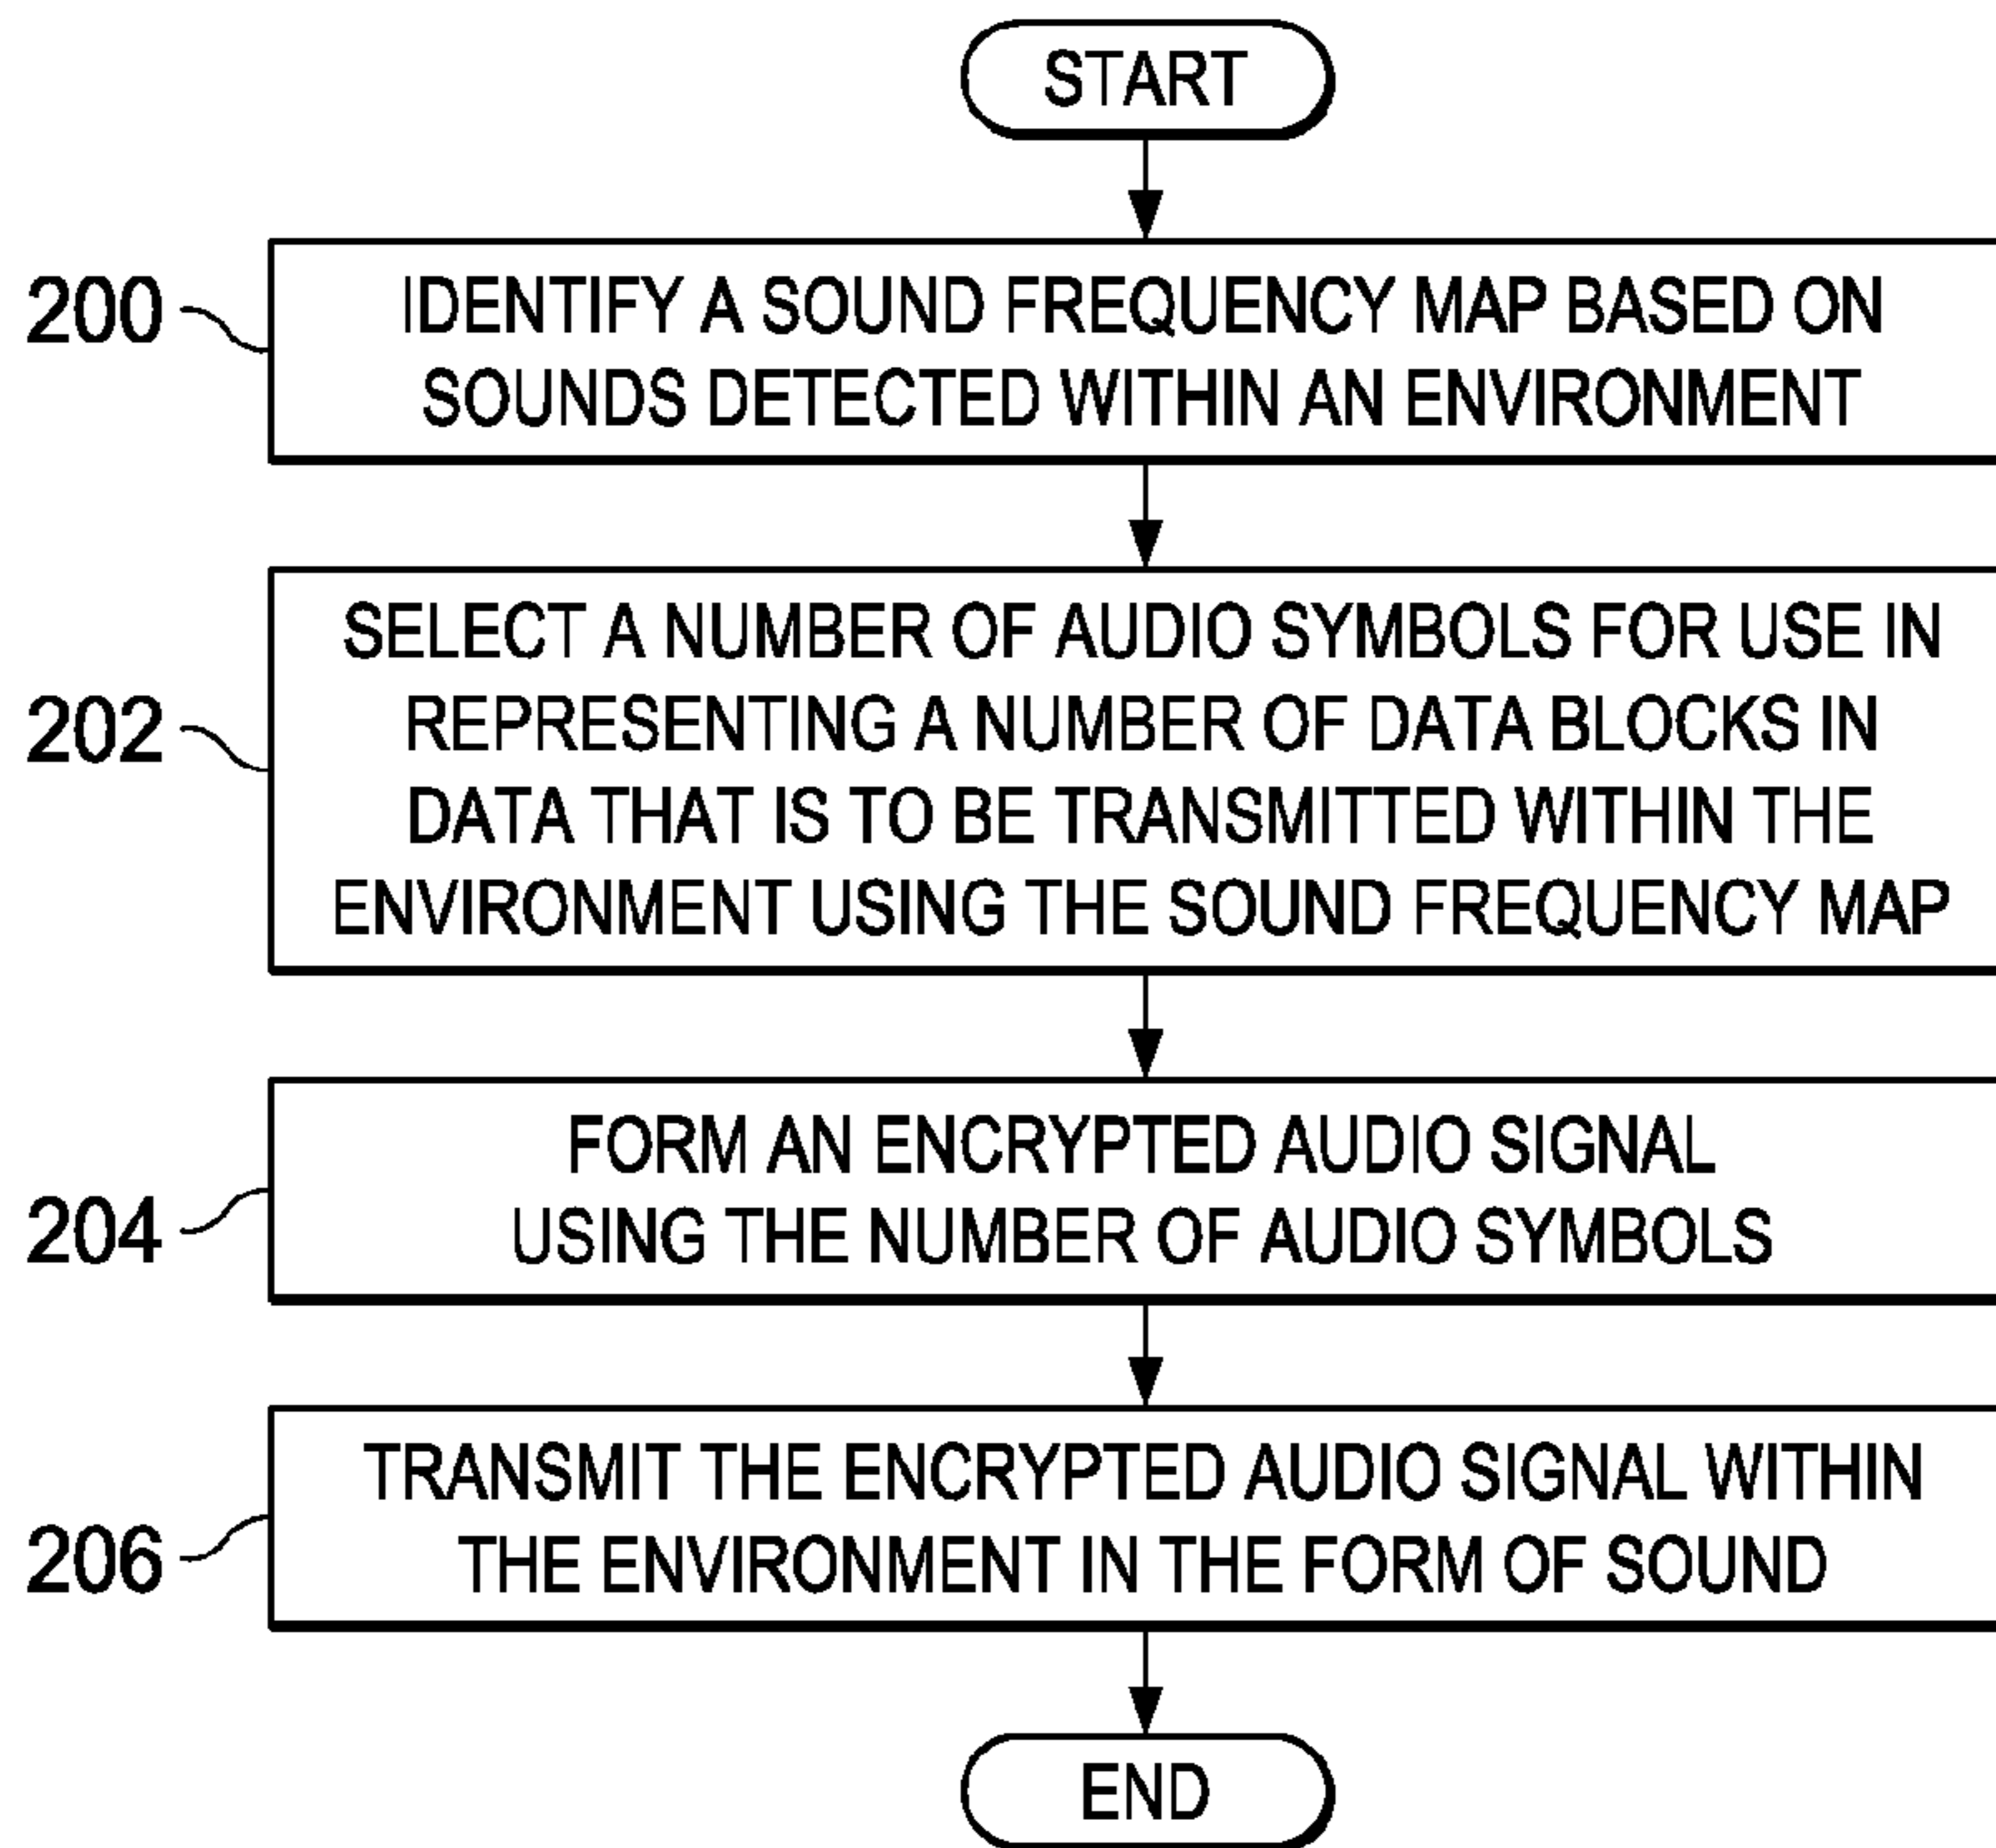 START
200
IDENTIFY A SOUND FREQUENCY MAP BASED ON
SOUNDS DETECTED WITHIN AN ENVIRONMENT
202
SELECT A NUMBER OF AUDIO SYMBOLS FOR USE IN
REPRESENTING A NUMBER OF DATA BLOCKS IN
DATA THAT IS TO BE TRANSMITTED WITHIN THE
ENVIRONMENT USING THE SOUND FREQUENCY MAP
204
FORM AN ENCRYPTED AUDIO SIGNAL
USING THE NUMBER OF AUDIO SYMBOLS
206
TRANSMIT THE ENCRYPTED AUDIO SIGNAL WITHIN
THE ENVIRONMENT IN THE FORM OF SOUND
END